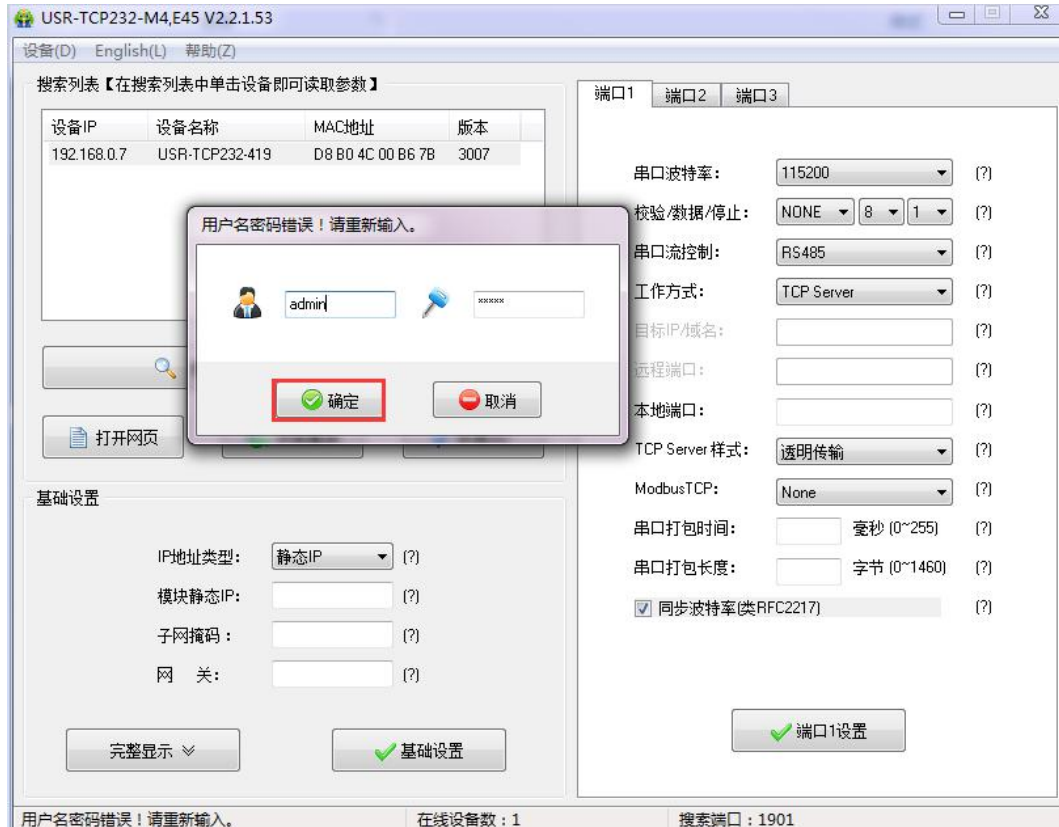 USR-TCP232-M4,E45 V2.2.1.53
设备(D) English(L) 帮助(Z)
搜索列表【在搜索列表中单击设备即可读取参数】
设备IP 设备名称 MAC地址 版本
192.168.0.7 USR-TCP232-419 D8 B0 4C 00 B6 7B 3007
用户名密码错误！请重新输入。
admin *****
确定 取消
打开网页
基础设置
IP地址类型: 静态IP (?)
模块静态IP: (?)
子网掩码: (?)
网 关: (?)
完整显示 基础设置
端口1 端口2 端口3
串口波特率: 115200 (?)
校验/数据/停止: NONE 8 1 (?)
串口流控制: RS485 (?)
工作方式: TCP Server (?)
目标IP/域名: (?)
远程端口: (?)
本地端口: (?)
TCP Server 样式: 透明传输 (?)
ModbusTCP: None (?)
串口打包时间: 毫秒 (0~255) (?)
串口打包长度: 字节 (0~1460) (?)
同步波特率(类RFC2217) (?)
端口1设置
用户名密码错误！请重新输入。 在线设备数：1 搜索端口：1901